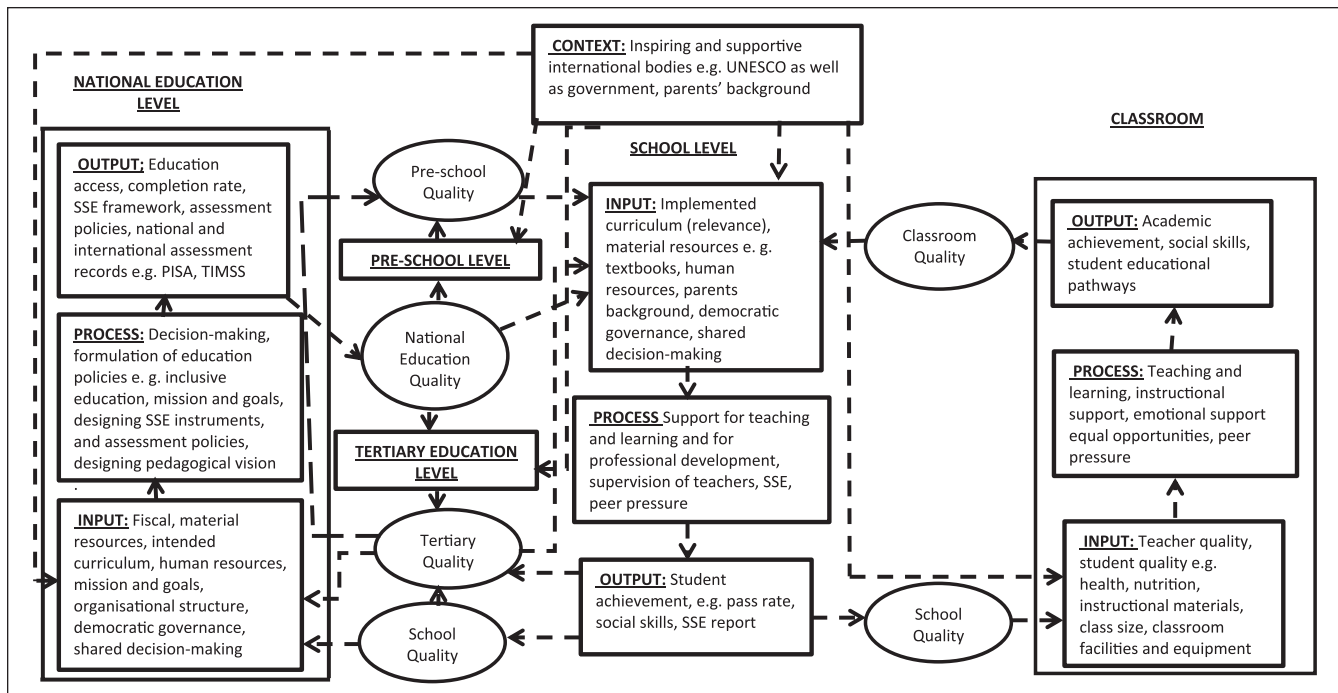 CONTEXT: Inspiring and supportive
international bodies e.g. UNESCO as well
as government, parents' background
NATIONAL EDUCATION
LEVEL
OUTPUT; Education
access, completion rate,
SSE framework, assessment
policies, national and
international assessment
records e.g. PISA, TIMSS
PROCESS: Decision-making,
formulation of education
policies e. g. inclusive
education, mission and goals,
designing SSE instruments,
and assessment policies,
designing pedagogical vision
.
INPUT: Fiscal, material
resources, intended
curriculum, human resources,
mission and goals,
organisational structure,
democratic governance,
shared decision-making
Pre-school
Quality
PRE-SCHOOL LEVEL
National
Education
Quality
TERTIARY EDUCATION
LEVEL
Tertiary
Quality
School
Quality
SCHOOL LEVEL
INPUT: Implemented
curriculum (relevance),
material resources e. g.
textbooks, human
resources, parents
background, democratic
governance, shared
decision-making
PROCESS Support for teaching
and learning and for
professional development,
supervision of teachers, SSE,
peer pressure
OUTPUT: Student
achievement, e.g. pass rate,
social skills, SSE report
Classroom
Quality
School
Quality
CLASSROOM
OUTPUT: Academic
achievement, social skills,
student educational
pathways
PROCESS: Teaching and
learning, instructional
support, emotional support
equal opportunities, peer
pressure
INPUT: Teacher quality,
student quality e.g.
health, nutrition,
instructional materials,
class size, classroom
facilities and equipment